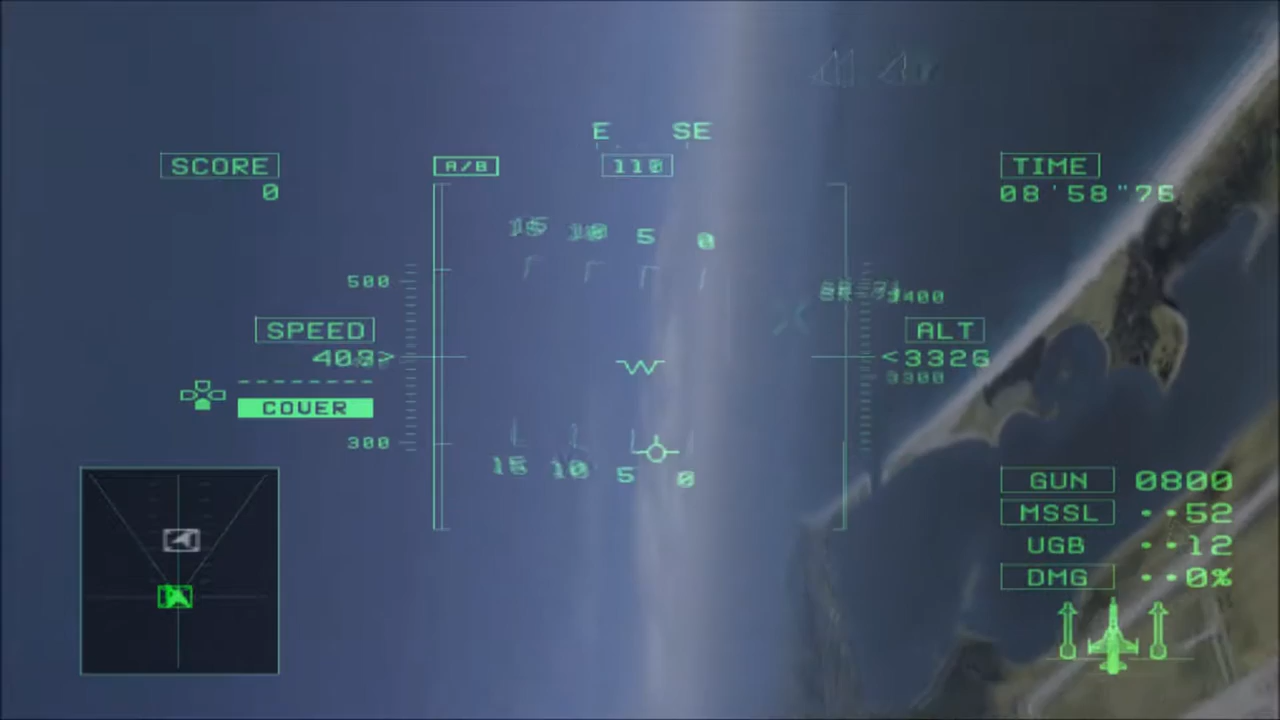 E SE
SCORE
0
A/B
110
TIME
08'58"76
15 10 5 0
500
3400
SPEED
ALT
<3326
3300
COVER
300
15 10 5 0
GUN 0800
MSSL 52
UGB 12
DMG 0%